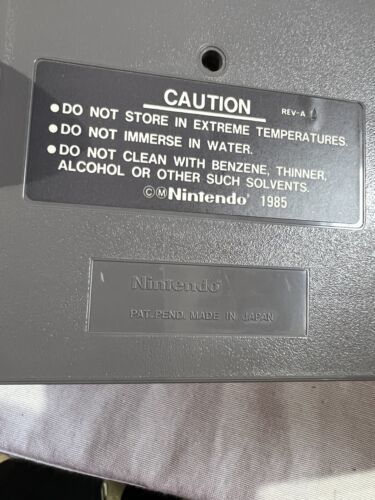 CAUTION REV-A
•DO NOT STORE IN EXTREME TEMPERATURES.
•DO NOT IMMERSE IN WATER.
•DO NOT CLEAN WITH BENZENE, THINNER,
ALCOHOL OR OTHER SUCH SOLVENTS.
©ⓂNintendo® 1985
Nintendo®
PAT.PEND. MADE IN JAPAN